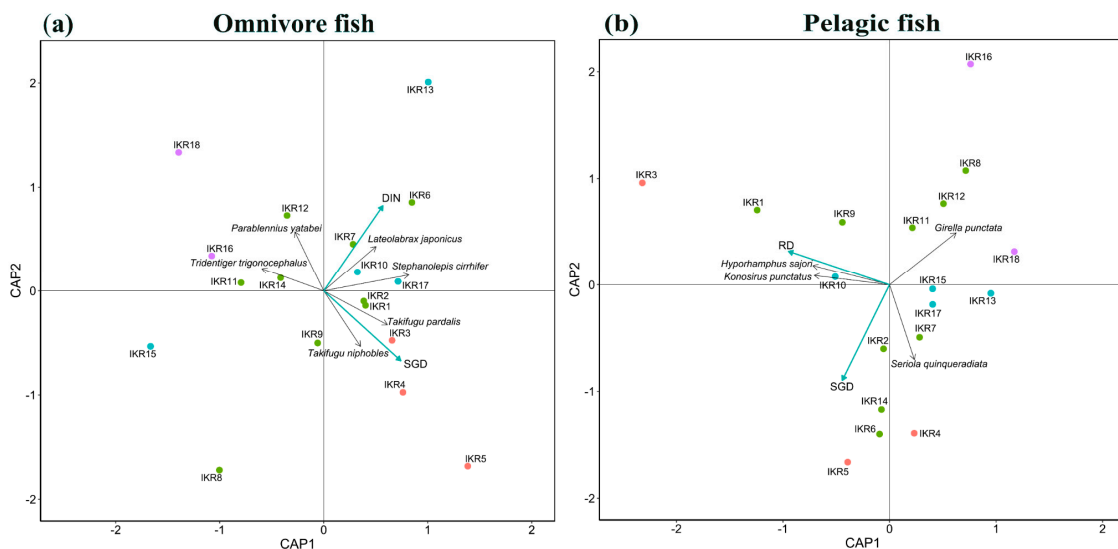 (a) Omnivore fish
2
1
0
-1
-2
CAP2
IKR13
IKR18
DIN
IKR6
IKR12
Parablennius yatabei
IKR7
Lateolabrax japonicus
IKR16
Tridentiger trigonocephalus
IKR10
Stephanolepis cirrhifer
IKR11
IKR14
IKR17
IKR2
IKR1
Takifugu pardalis
IKR9
IKR3
IKR15
Takifugu niphobles
SGD
IKR4
IKR5
IKR8
-2 -1 0 1 2
CAP1
(b) Pelagic fish
2
1
0
-1
-2
CAP2
IKR16
IKR3
IKR8
IKR1
IKR12
IKR9
IKR11
Girella punctata
RD
Hyporhamphus sajori
IKR18
Konosirus punctatus
IKR10
IKR15
IKR13
IKR17
IKR7
IKR2
Seriola quinqueradiata
SGD
IKR14
IKR6
IKR4
IKR5
-2 -1 0 1 2
CAP1